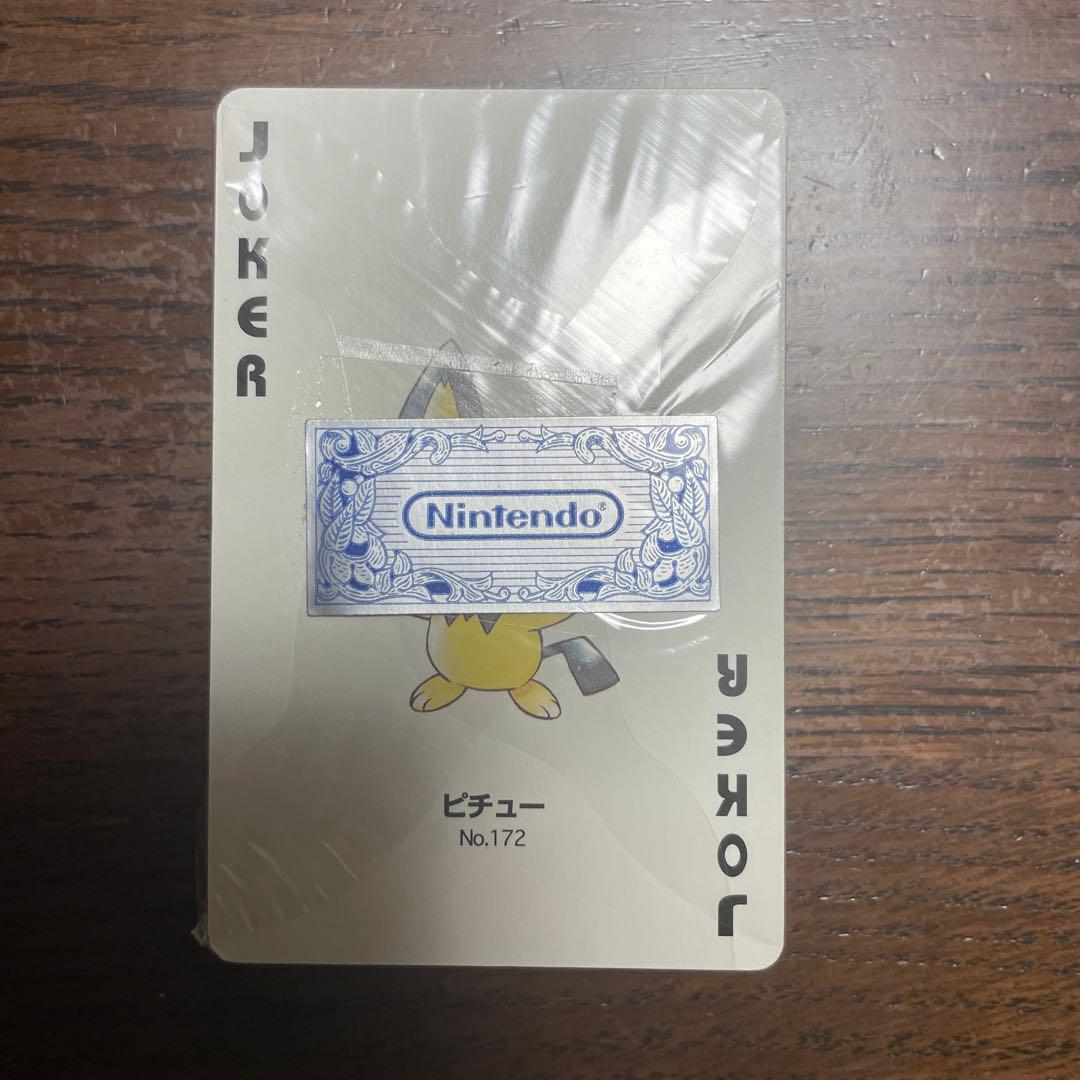 JOKER
Nintendo®
ピチュー
No.172
JOKER